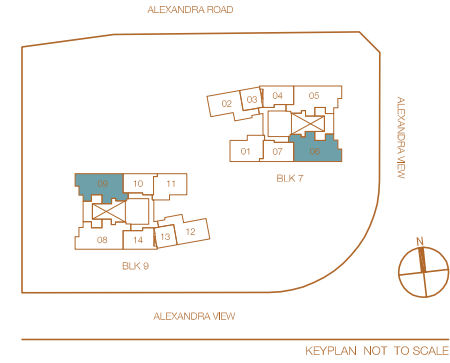 ALEXANDRA ROAD
02 03 04 05
01 07 06
ALEXANDRA VIEW
BLK 7
09 10 11
08 14 13 12
BLK 9
N
ALEXANDRA VIEW
KEYPLAN NOT TO SCALE